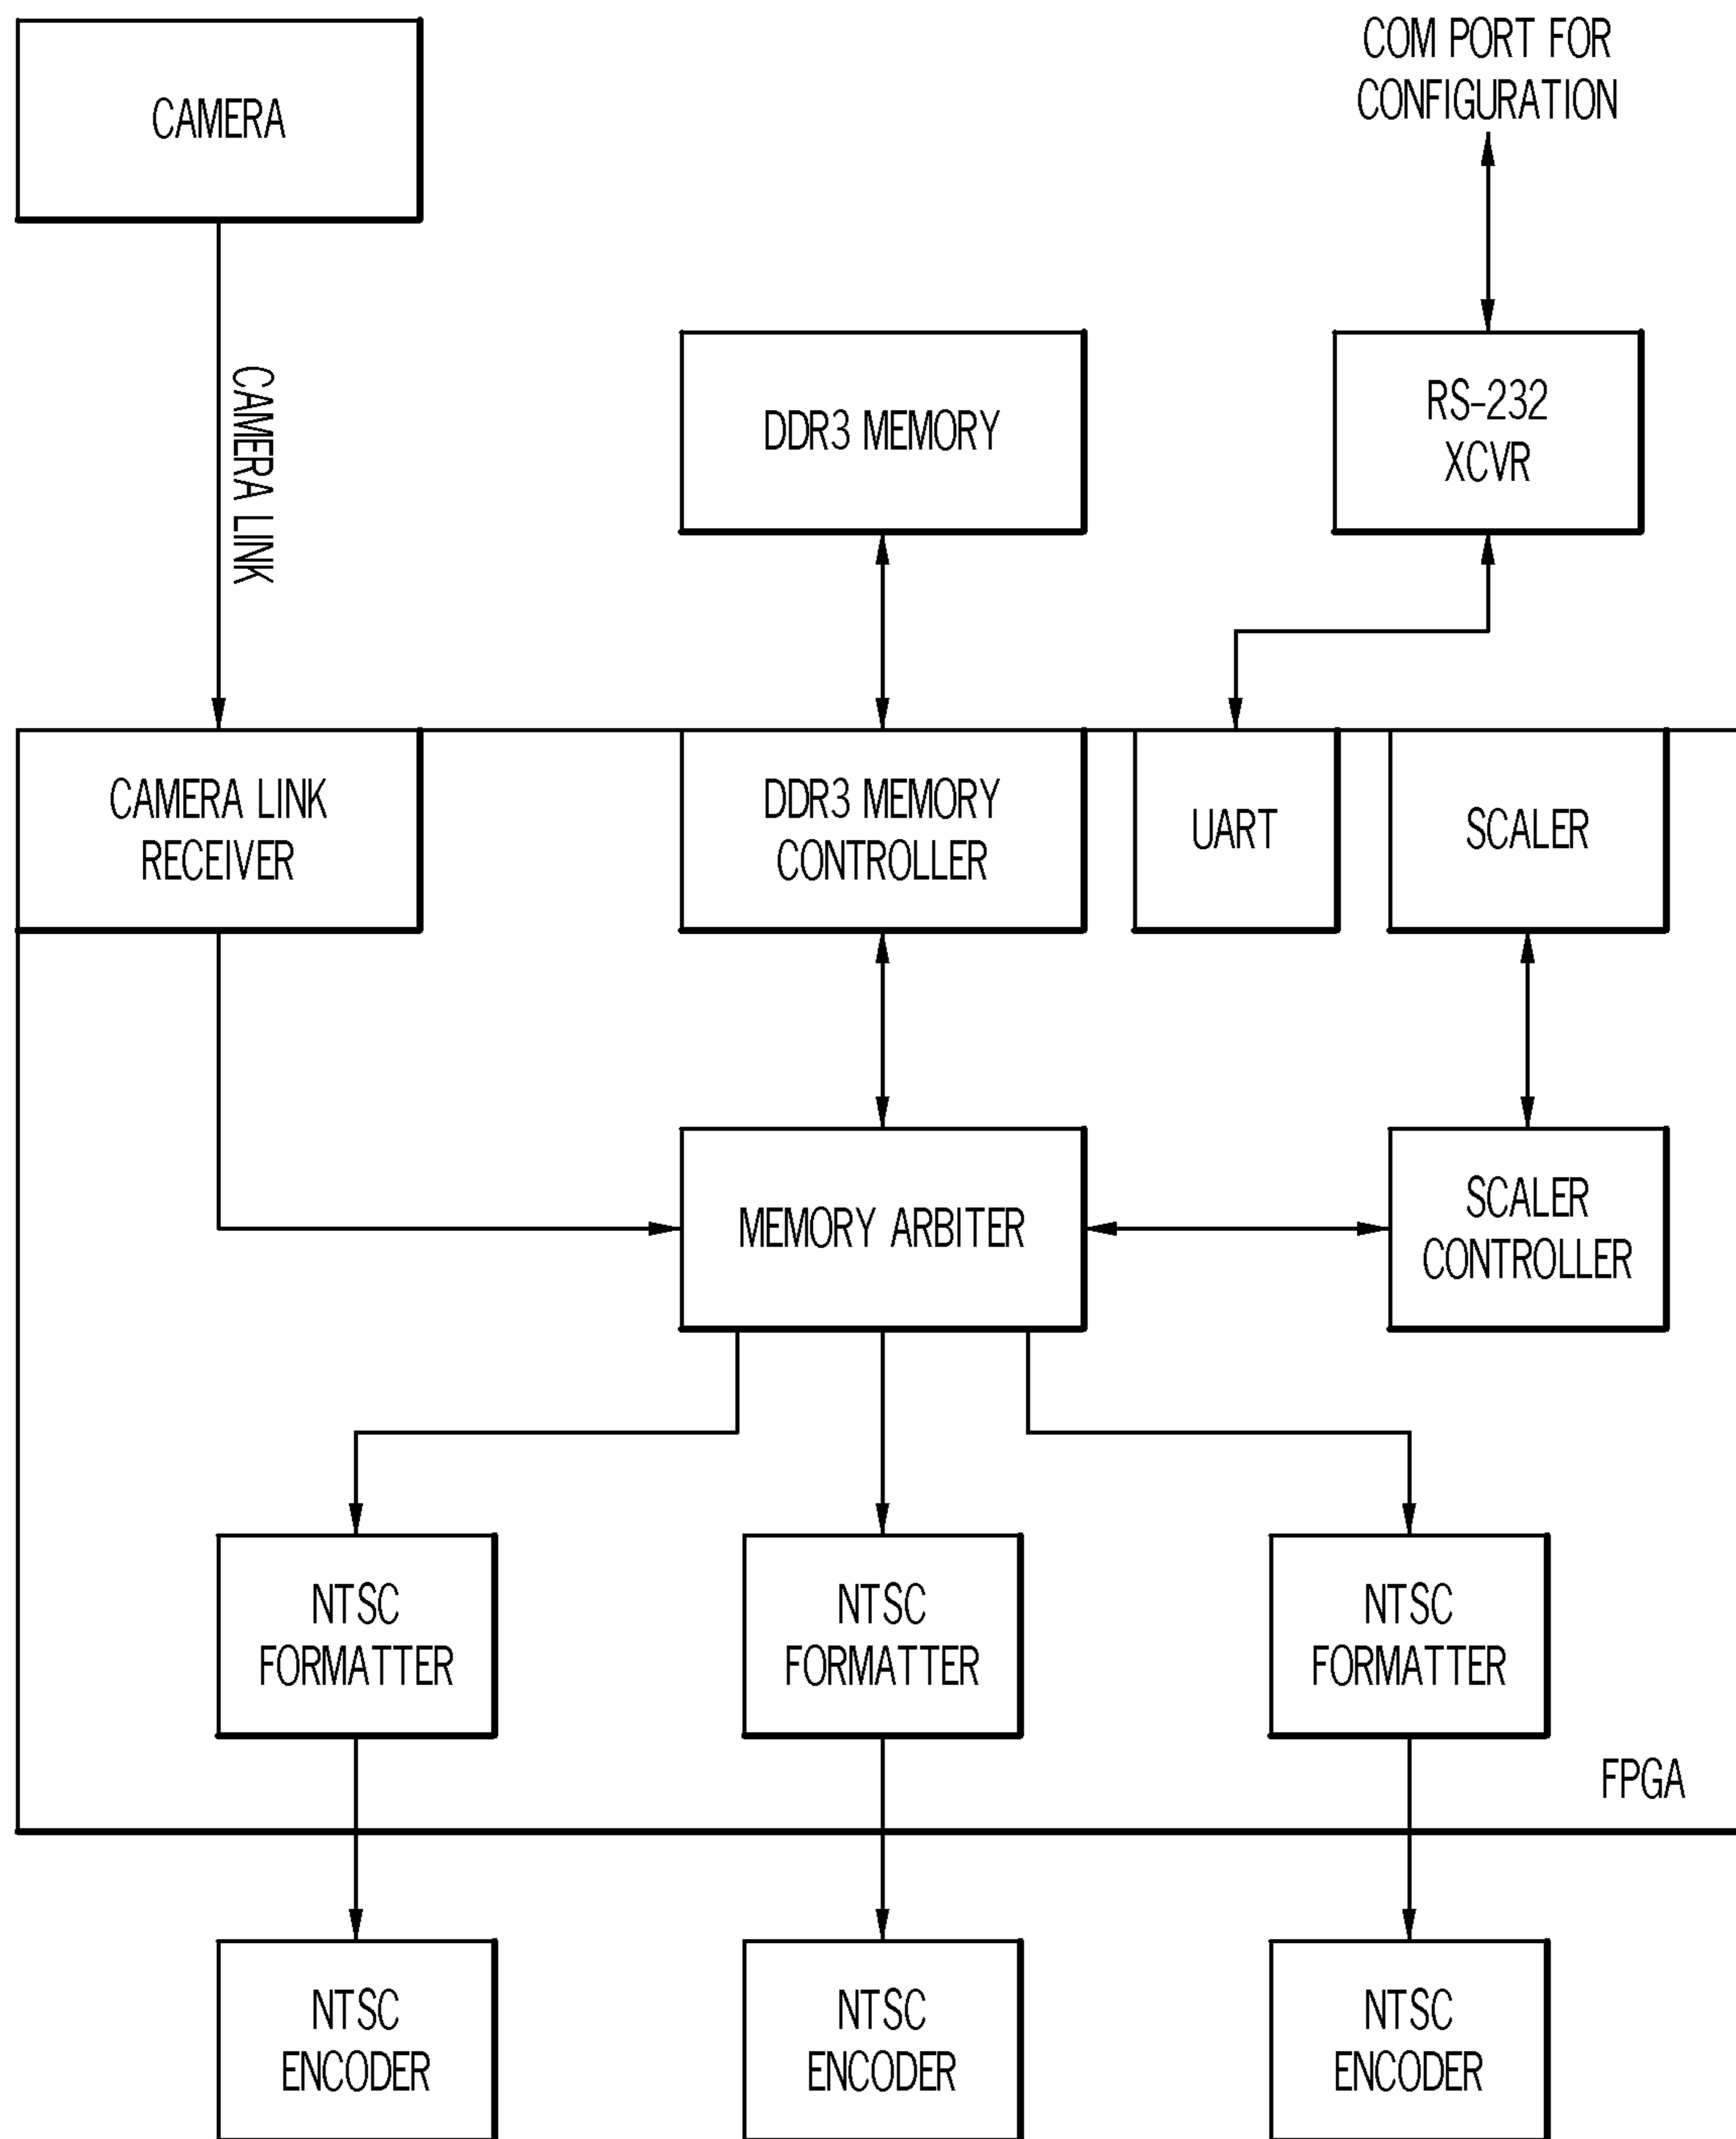 CAMERA
COM PORT FOR
CONFIGURATION
CAMERA LINK
DDR3 MEMORY
RS-232
XCVR
CAMERA LINK
RECEIVER
DDR3 MEMORY
CONTROLLER
UART
SCALER
MEMORY ARBITER
SCALER
CONTROLLER
NTSC
FORMATTER
NTSC
FORMATTER
NTSC
FORMATTER
FPGA
NTSC
ENCODER
NTSC
ENCODER
NTSC
ENCODER